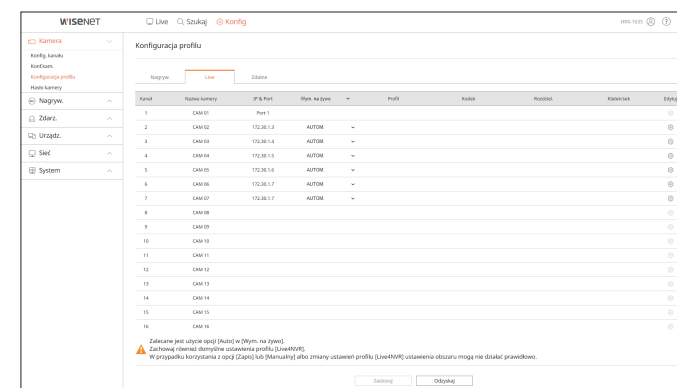 WISENET
Live Szukaj Konfig
HRX-1635
Kamera
Konfig. kanału
Konf.kam.
Konfiguracja profilu
Hasło kamery
Nagryw.
Zdarz.
Urządz.
Sieć
System
Konfiguracja profilu
Nagryw. Live Zdalne
Kanał Nazwa kamery IP & Port Wym. na żywo Profil Kodek Rozdziel. Klatek/sek Edytuj
1 CAM 01 Port 1
2 CAM 02 172.30.1.3 AUTOM.
3 CAM 03 172.30.1.4 AUTOM.
4 CAM 04 172.30.1.5 AUTOM.
5 CAM 05 172.30.1.6 AUTOM.
6 CAM 06 172.30.1.7 AUTOM.
7 CAM 07 172.30.1.7 AUTOM.
8 CAM 08
9 CAM 09
10 CAM 10
11 CAM 11
12 CAM 12
13 CAM 13
14 CAM 14
15 CAM 15
16 CAM 16
Zalecane jest użycie opcji [Auto] w [Wym. na żywo].
Zachowaj również domyślne ustawienia profilu [Live4NVR].
W przypadku korzystania z opcji [Zapis] lub [Manualny] albo zmiany ustawień profilu [Live4NVR] ustawienia obszaru mogą nie działać prawidłowo.
Zastosuj Odzyskaj